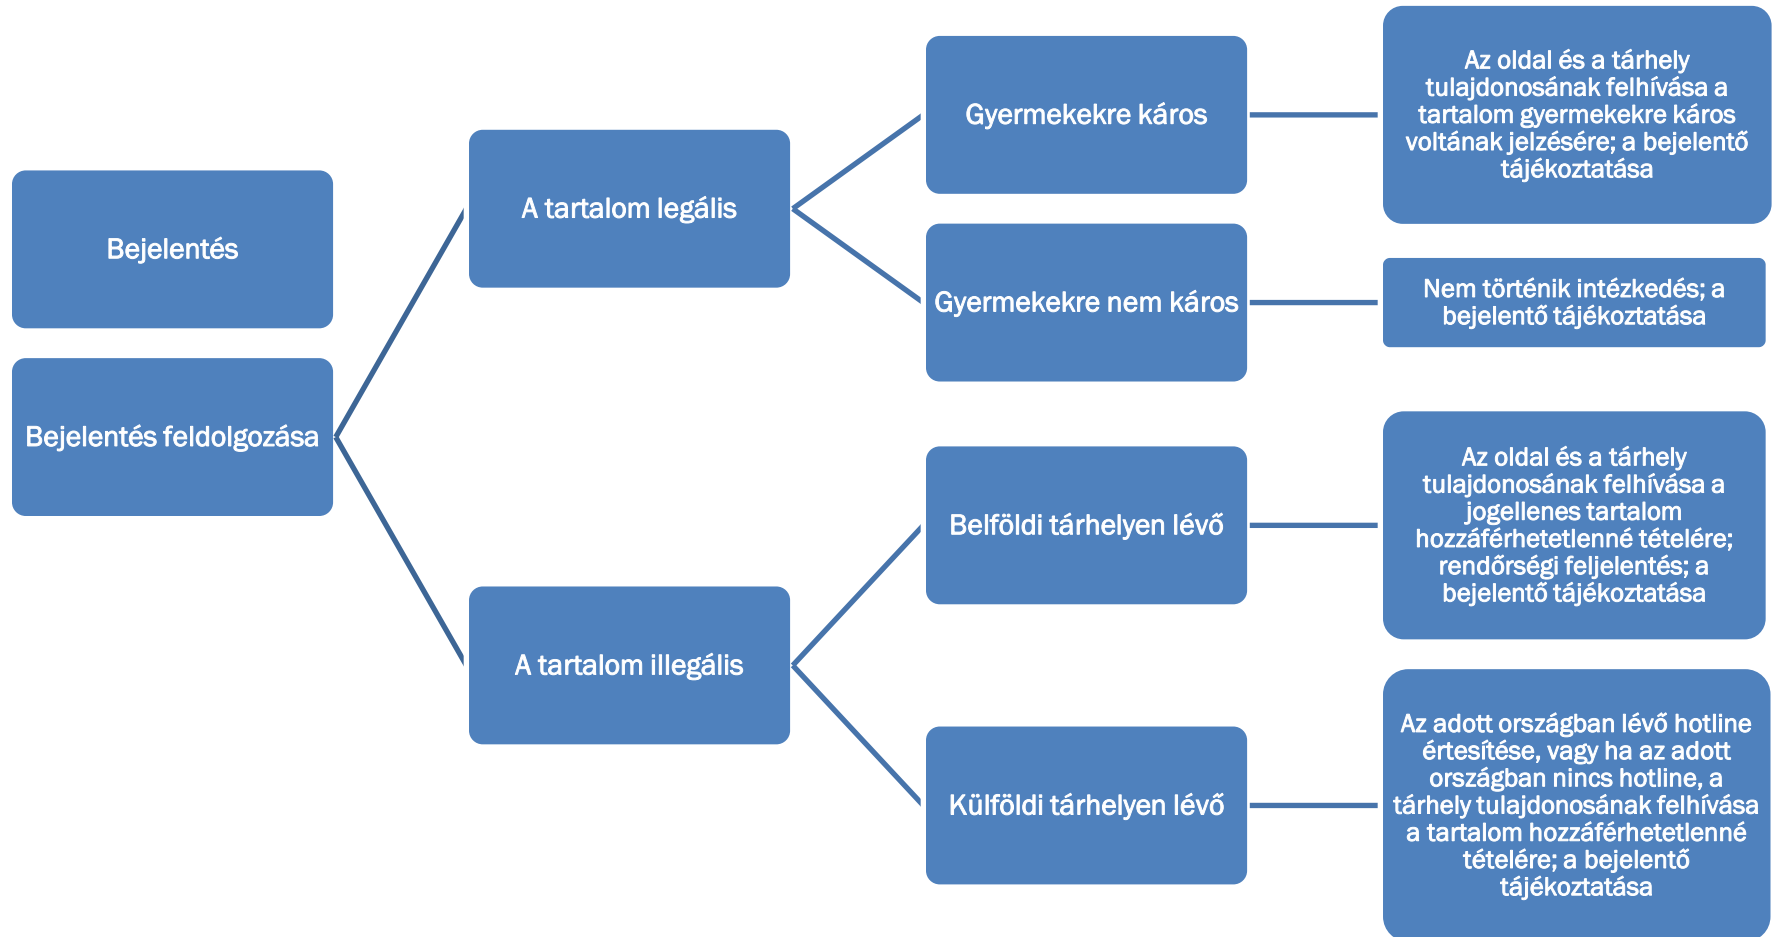 Bejelentés
Bejelentés feldolgozása
A tartalom legális
A tartalom illegális
Gyermekekre káros
Gyermekekre nem káros
Belföldi tárhelyen lévő
Külföldi tárhelyen lévő
Az oldal és a tárhely
tulajdonosának felhívása a
tartalom gyermekekre káros
voltának jelzésére; a bejelentő
tájékoztatása
Nem történik intézkedés; a
bejelentő tájékoztatása
Az oldal és a tárhely
tulajdonosának felhívása a
jogellenes tartalom
hozzáférhetetlenné tételére;
rendőrségi feljelentés; a
bejelentő tájékoztatása
Az adott országban lévő hotline
értesítése, vagy ha az adott
országban nincs hotline, a
tárhely tulajdonosának felhívása
a tartalom hozzáférhetetlenné
tételére; a bejelentő
tájékoztatása